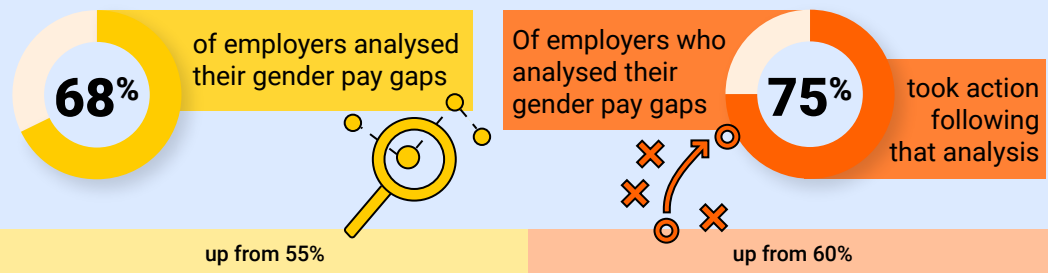 68%
of employers analysed
their gender pay gaps
up from 55%
Of employers who
analysed their
gender pay gaps
75%
took action
following
that analysis
up from 60%